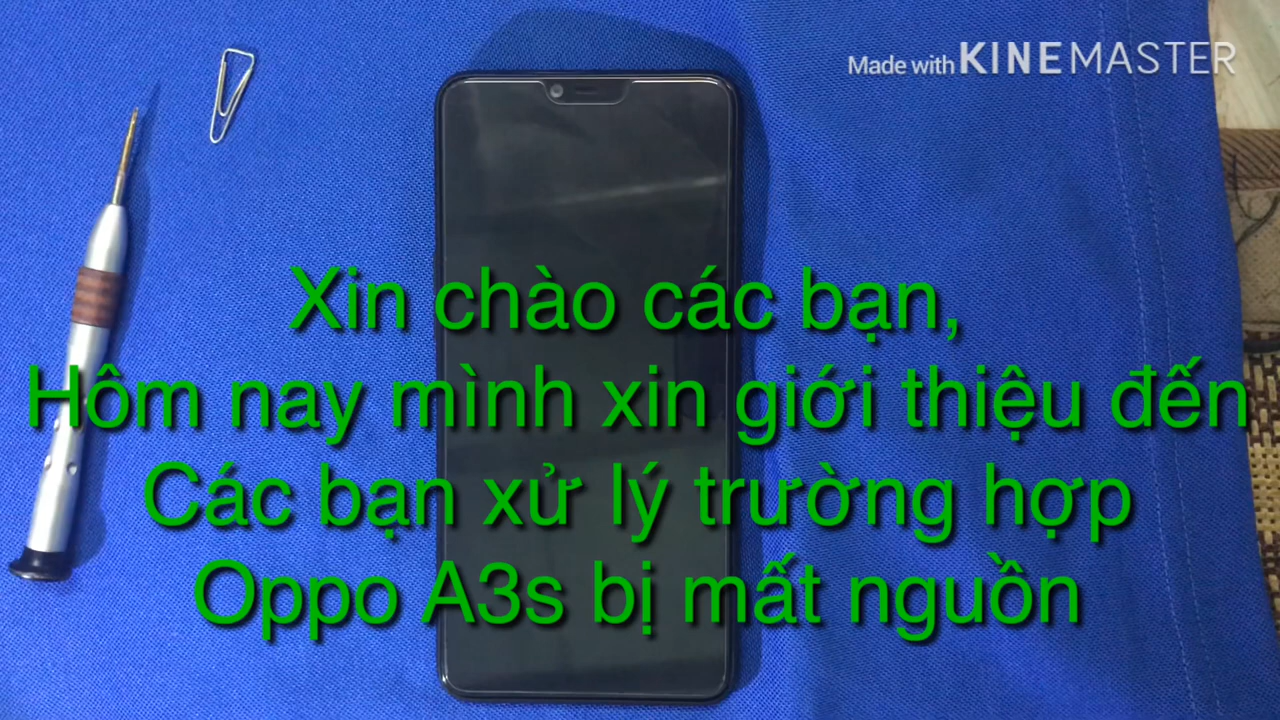 Made with KINEMASTER
Xin chào các bạn,
Hôm nay mình xin giới thiệu đến
Các bạn xử lý trường hợp
Oppo A3s bị mất nguồn